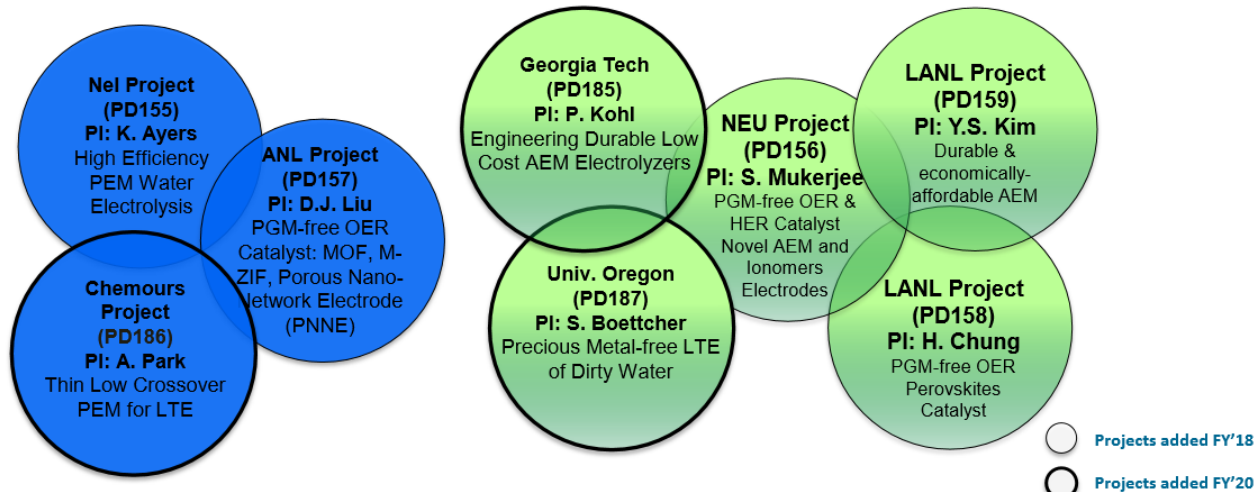 Nel Project
(PD155)
PI: K. Ayers
High Efficiency
PEM Water
Electrolysis
ANL Project
(PD157)
PI: D.J. Liu
PGM-free OER
Catalyst: MOF, M-
ZIF, Porous Nano-
Network Electrode
(PNNE)
Chemours
Project
(PD186)
PI: A. Park
Thin Low Crossover
PEM for LTE
Georgia Tech
(PD185)
PI: P. Kohl
Engineering Durable Low
Cost AEM Electrolyzers
NEU Project
(PD156)
PI: S. Mukerjee
PGM-free OER &
HER Catalyst
Novel AEM and
Ionomers
Electrodes
LANL Project
(PD159)
PI: Y.S. Kim
Durable &
economically-
affordable AEM
Univ. Oregon
(PD187)
PI: S. Boettcher
Precious Metal-free LTE
of Dirty Water
LANL Project
(PD158)
PI: H. Chung
PGM-free OER
Perovskites
Catalyst
Projects added FY'18
Projects added FY'20